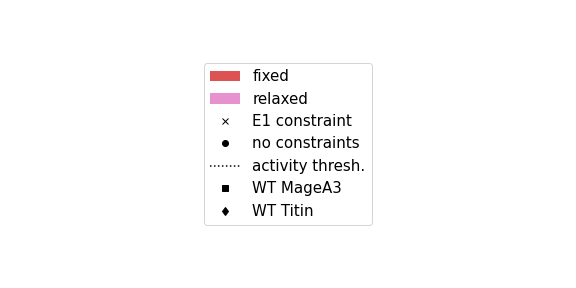 fixed
relaxed
E1 constraint
no constraints
activity thresh.
WT MageA3
WT Titin